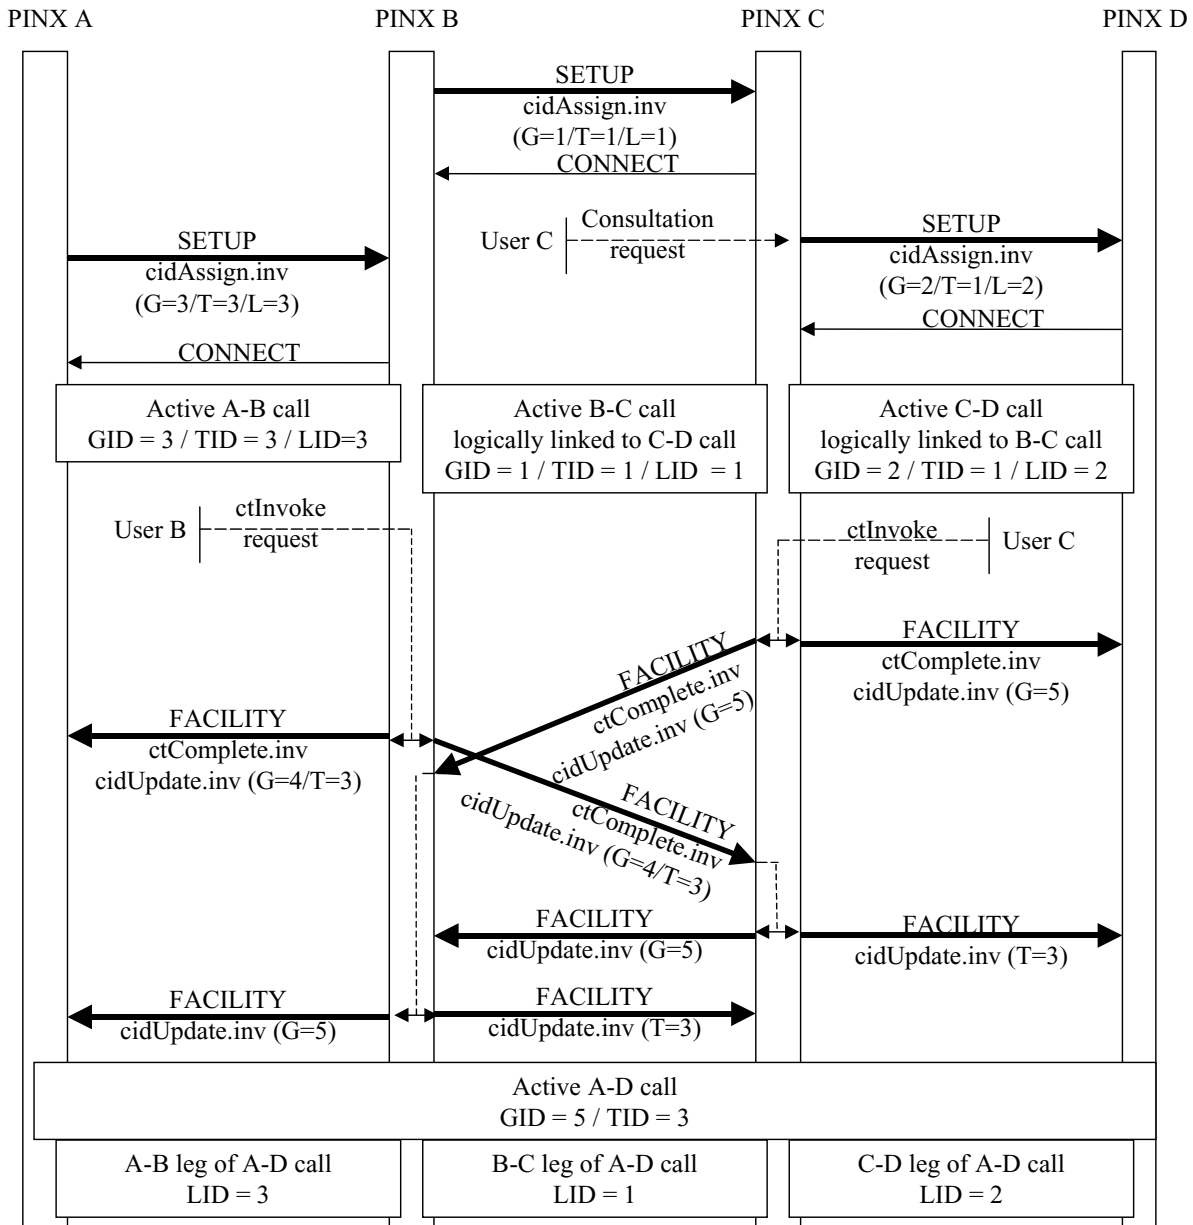 PINX A
PINX B
PINX C
PINX D
SETUP
cidAssign.inv
(G=1/T=1/L=1)
CONNECT
User C
Consultation
request
SETUP
cidAssign.inv
(G=2/T=1/L=2)
CONNECT
SETUP
cidAssign.inv
(G=3/T=3/L=3)
CONNECT
Active A-B call
GID = 3 / TID = 3 / LID=3
Active B-C call
logically linked to C-D call
GID = 1 / TID = 1 / LID = 1
Active C-D call
logically linked to B-C call
GID = 2 / TID = 1 / LID = 2
User B
ctInvoke
request
ctInvoke
request
User C
FACILITY
ctComplete.inv
cidUpdate.inv (G=5)
FACILITY
ctComplete.inv
cidUpdate.inv (G=5)
FACILITY
ctComplete.inv
cidUpdate.inv (G=4/T=3)
FACILITY
ctComplete.inv
cidUpdate.inv (G=4/T=3)
FACILITY
cidUpdate.inv (G=5)
FACILITY
cidUpdate.inv (T=3)
FACILITY
cidUpdate.inv (G=5)
FACILITY
cidUpdate.inv (T=3)
Active A-D call
GID = 5 / TID = 3
A-B leg of A-D call
LID = 3
B-C leg of A-D call
LID = 1
C-D leg of A-D call
LID = 2